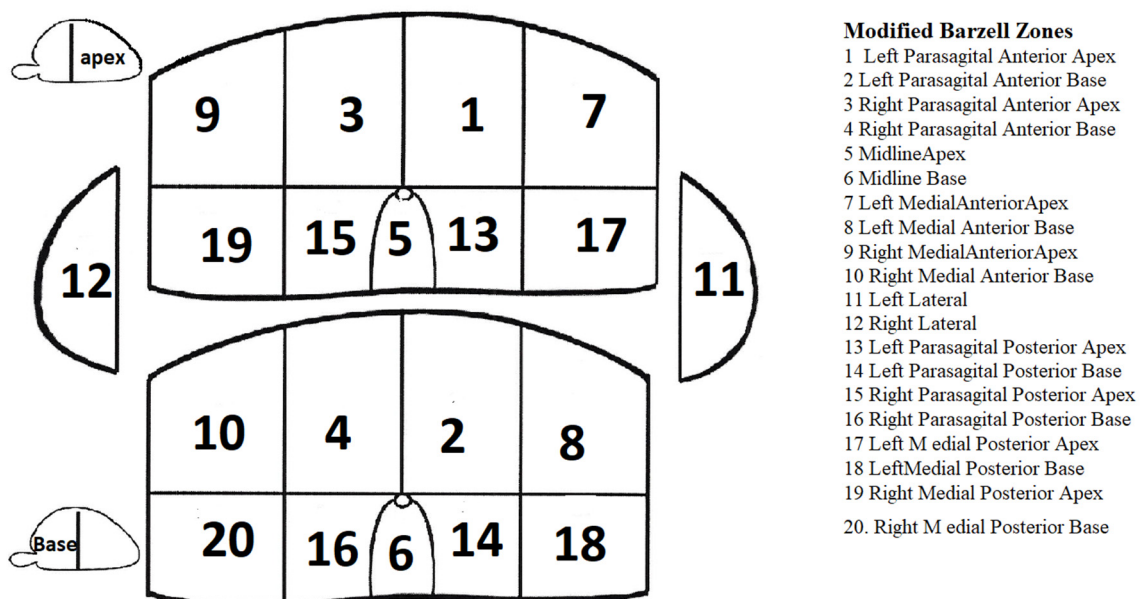 apex
9 3 1 7
19 15 5 13 17
12
11
10 4 2 8
Base
20 16 6 14 18
Modified Barzell Zones
1 Left Parasagital Anterior Apex
2 Left Parasagital Anterior Base
3 Right Parasagital Anterior Apex
4 Right Parasagital Anterior Base
5 MidlineApex
6 Midline Base
7 Left MedialAnteriorApex
8 Left Medial Anterior Base
9 Right MedialAnteriorApex
10 Right Medial Anterior Base
11 Left Lateral
12 Right Lateral
13 Left Parasagital Posterior Apex
14 Left Parasagital Posterior Base
15 Right Parasagital Posterior Apex
16 Right Parasagital Posterior Base
17 Left M edial Posterior Apex
18 LeftMedial Posterior Base
19 Right Medial Posterior Apex
20. Right M edial Posterior Base